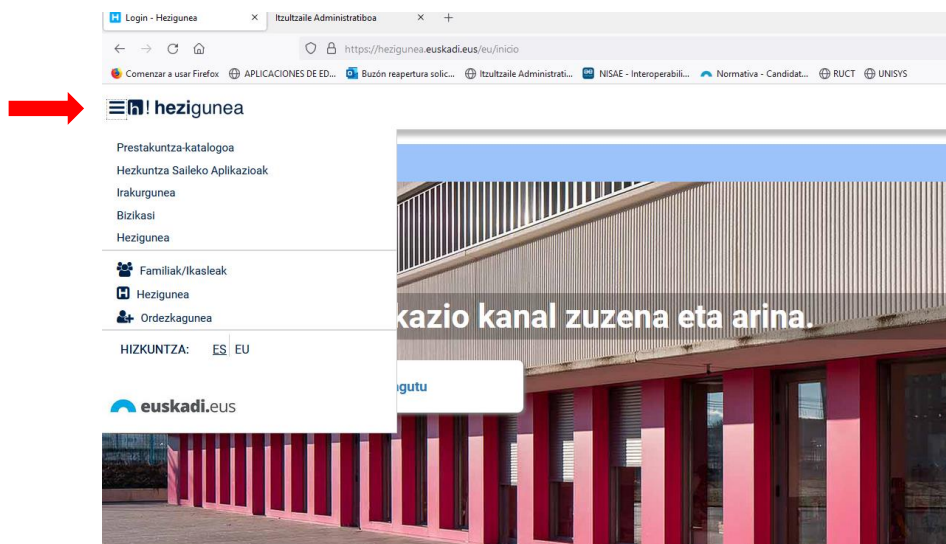 Login - Hezigunea
Itzultzaile Administratiboa
https://hezigunea.euskadi.eus/eu/inicio
Comenzar a usar Firefox APLICACIONES DE ED... Buzón reapertura solic... Itzultzaile Administrati... NISAE - Interoperabili... Normativa - Candidat... RUCT UNISYS
h! hezigunea
Prestakuntza-katalogoa
Hezkuntza Saileko Aplikazioak
Irakurgunea
Bizikasi
Hezigunea
Familiak/Ikasleak
H Hezigunea
Ordezkagunea
kazio kanal zuzena eta arina.
HIZKUNTZA: ES EU
gutu
euskadi.eus